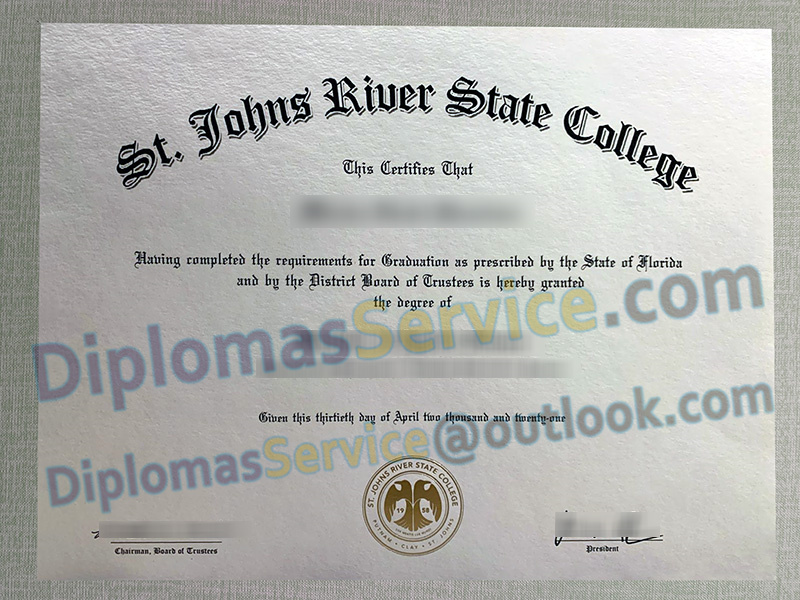 St. Johns River State College
This Certifies That
Having completed the requirements for Graduation as prescribed by the State of Florida
and by the District Board of Trustees is hereby granted
the degree of
DiplomasService.com
Given this thirtieth day of April two thousand and twenty-one
DiplomasService@outlook.com
ST. JOHNS RIVER STATE COLLEGE
19 58
PUTNAM • CLAY • ST. JOHNS
Chairman, Board of Trustees
President